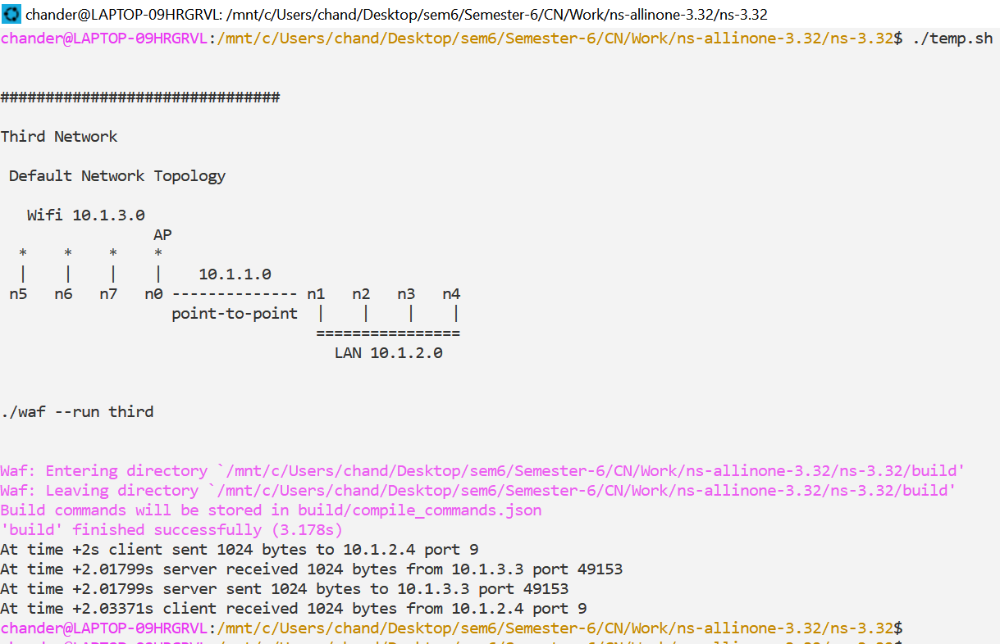 chander@LAPTOP-09HRGRVL: /mnt/c/Users/chand/Desktop/sem6/Semester-6/CN/Work/ns-allinone-3.32/ns-3.32
chander@LAPTOP-09HRGRVL:/mnt/c/Users/chand/Desktop/sem6/Semester-6/CN/Work/ns-allinone-3.32/ns-3.32$ ./temp.sh
###############################
Third Network
 Default Network Topology
   Wifi 10.1.3.0
                 AP
  *    *    *    *
  |    |    |    |    10.1.1.0
 n5   n6   n7   n0 -------------- n1   n2   n3   n4
                   point-to-point  |    |    |    |
                                   ================
                                     LAN 10.1.2.0
./waf --run third
Waf: Entering directory `/mnt/c/Users/chand/Desktop/sem6/Semester-6/CN/Work/ns-allinone-3.32/ns-3.32/build'
Waf: Leaving directory `/mnt/c/Users/chand/Desktop/sem6/Semester-6/CN/Work/ns-allinone-3.32/ns-3.32/build'
Build commands will be stored in build/compile_commands.json
'build' finished successfully (3.178s)
At time +2s client sent 1024 bytes to 10.1.2.4 port 9
At time +2.01799s server received 1024 bytes from 10.1.3.3 port 49153
At time +2.01799s server sent 1024 bytes to 10.1.3.3 port 49153
At time +2.03371s client received 1024 bytes from 10.1.2.4 port 9
chander@LAPTOP-09HRGRVL:/mnt/c/Users/chand/Desktop/sem6/Semester-6/CN/Work/ns-allinone-3.32/ns-3.32$